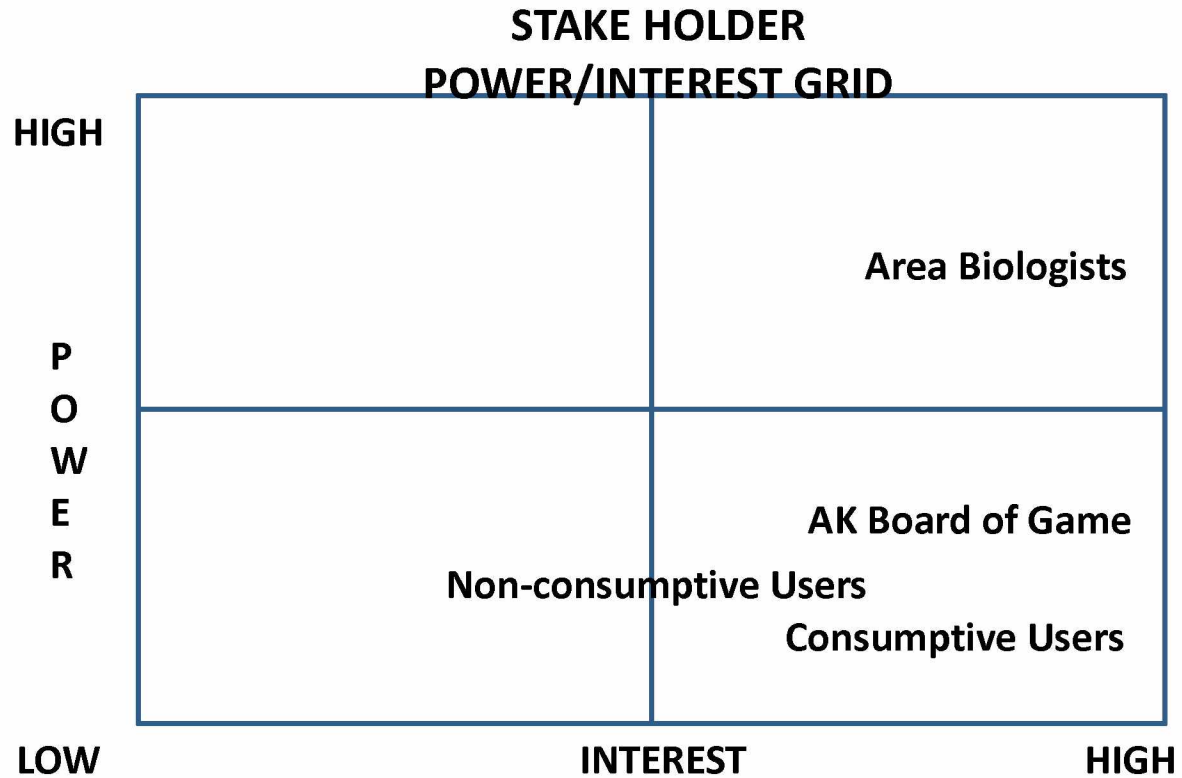 STAKE HOLDER
POWER/INTEREST GRID
HIGH
Area Biologists
P
O
W
E
R
AK Board of Game
Non-consumptive Users
Consumptive Users
LOW
INTEREST
HIGH